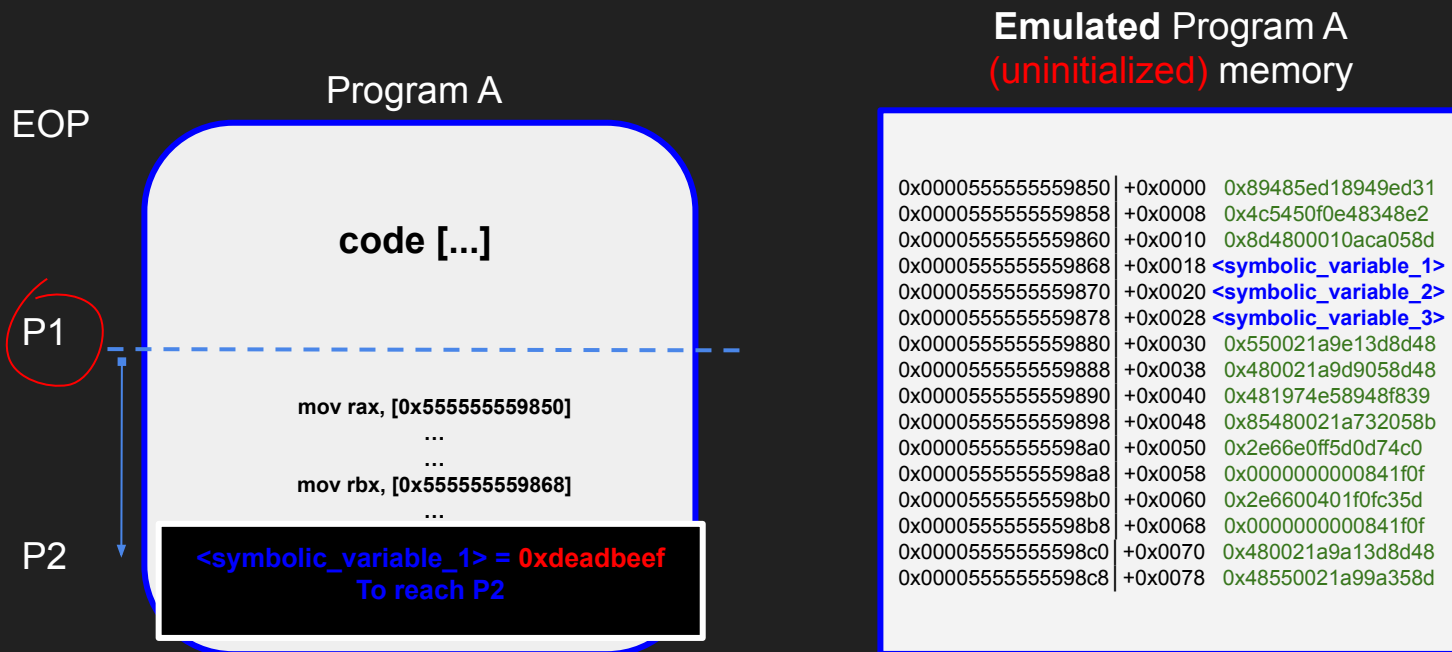 EOP
P1
P2
Program A
code [...]
mov rax, [0x555555559850]
...
...
mov rbx, [0x555555559868]
...
<symbolic_variable_1> = 0xdeadbeef
To reach P2
Emulated Program A
(uninitialized) memory
0x0000555555559850 +0x0000 0x89485ed18949ed31
0x0000555555559858 +0x0008 0x4c5450f0e48348e2
0x0000555555559860 +0x0010 0x8d4800010aca058d
0x0000555555559868 +0x0018 <symbolic_variable_1>
0x0000555555559870 +0x0020 <symbolic_variable_2>
0x0000555555559878 +0x0028 <symbolic_variable_3>
0x0000555555559880 +0x0030 0x550021a9e13d8d48
0x0000555555559888 +0x0038 0x480021a9d9058d48
0x0000555555559890 +0x0040 0x481974e58948f839
0x0000555555559898 +0x0048 0x85480021a732058b
0x00005555555598a0 +0x0050 0x2e66e0ff5d0d74c0
0x00005555555598a8 +0x0058 0x0000000000841f0f
0x00005555555598b0 +0x0060 0x2e6600401f0fc35d
0x00005555555598b8 +0x0068 0x0000000000841f0f
0x00005555555598c0 +0x0070 0x480021a9a13d8d48
0x00005555555598c8 +0x0078 0x48550021a99a358d